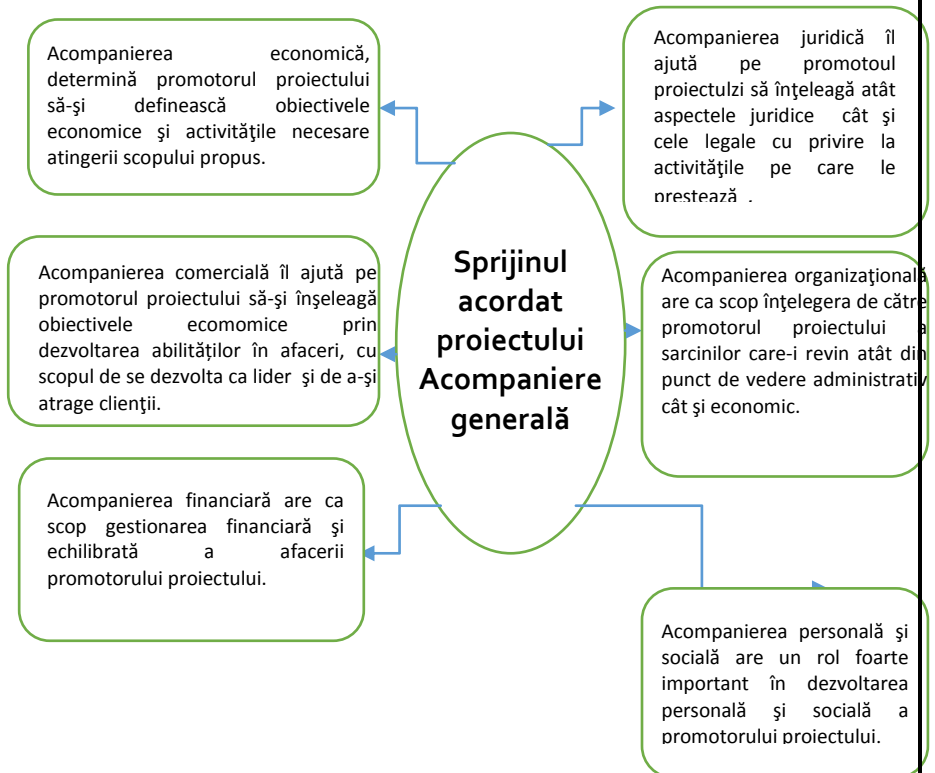 Acompanierea economică,
determină promotorul proiectului
să-şi definească obiectivele
economice şi activităţile necesare
atingerii scopului propus.
Acompanierea juridică îl
ajută pe promotoul
proiectulzi să înţeleagă atât
aspectele juridice cât şi
cele legale cu privire la
activităţile pe care le
prestează .
Sprijinul
acordat
proiectului
Acompaniere
generală
Acompanierea comercială îl ajută pe
promotorul proiectului să-şi înşeleagă
obiectivele ecomomice prin
dezvoltarea abilităților în afaceri, cu
scopul de se dezvolta ca lider şi de a-şi
atrage clienţii.
Acompanierea organizaţională
are ca scop înţelegera de către
promotorul proiectului a
sarcinilor care-i revin atât din
punct de vedere administrativ
cât şi economic.
Acompanierea financiară are ca
scop gestionarea financiară şi
echilibrată a afacerii
promotorului proiectului.
Acompanierea personală şi
socială are un rol foarte
important în dezvoltarea
personală şi socială a
promotorului proiectului.